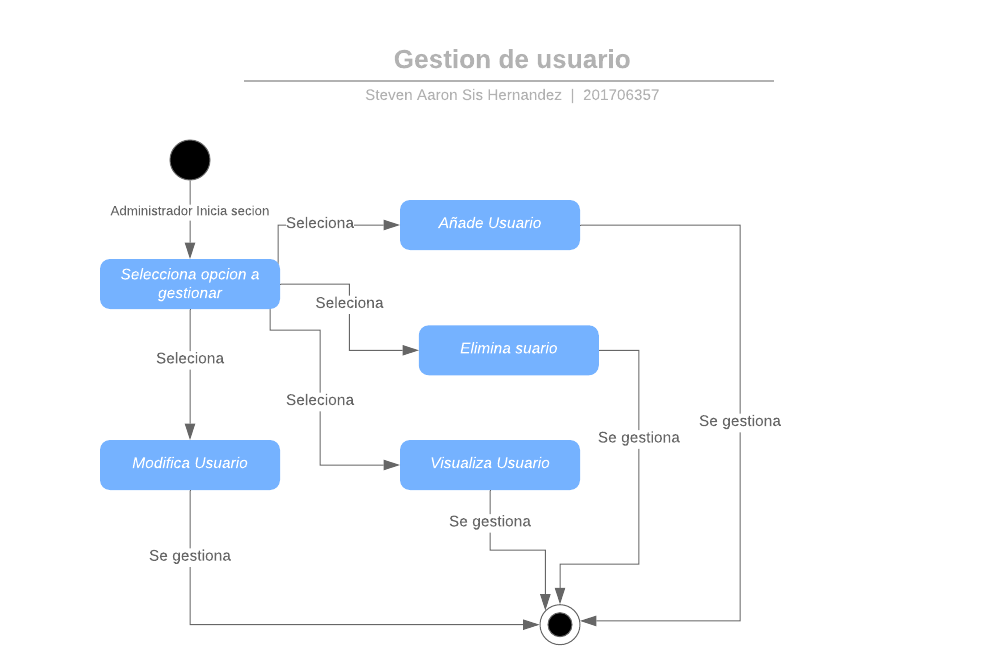 Gestion de usuario
Steven Aaron Sis Hernandez | 201706357
Administrador Inicia secion
Seleciona
Añade Usuario
Selecciona opcion a
gestionar
Seleciona
Elimina suario
Seleciona
Seleciona
Se gestiona
Se gestiona
Modifica Usuario
Visualiza Usuario
Se gestiona
Se gestiona